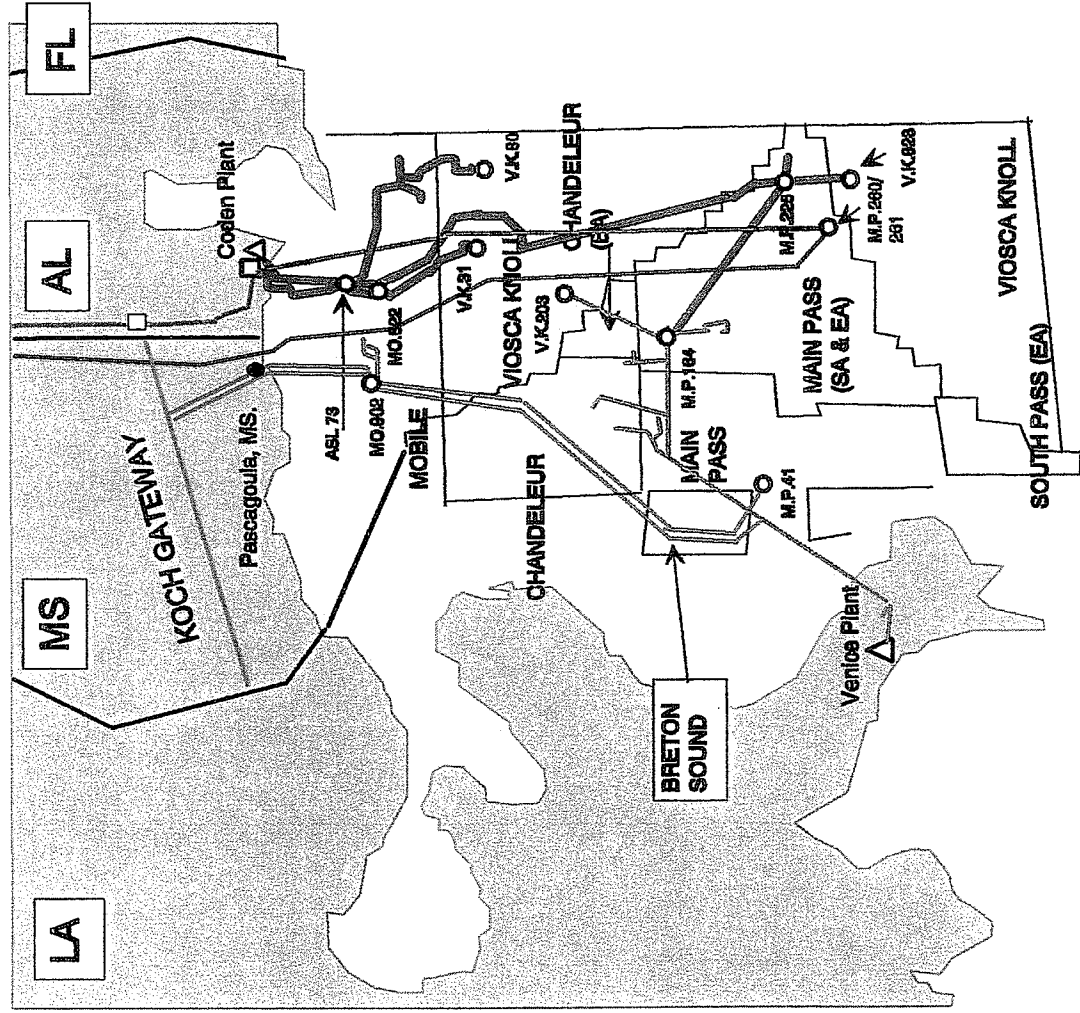 LA
MS
AL
FL
KOCH GATEWAY
Pascagoula, MS.
Coden Plant
ASL 73
MO.902
MO.822
MOBILE
V.K.31
V.K.80
VIOSCA KNOLL
CHANDELEUR
(EA)
V.K.203
CHANDELEUR
M.P.164
MAIN
PASS
M.P.41
M.P.225
M.P.260/
261
V.K.828
MAIN PASS
(SA & EA)
VIOSCA KNOLL
SOUTH PASS (EA)
BRETON
SOUND
Venice Plant